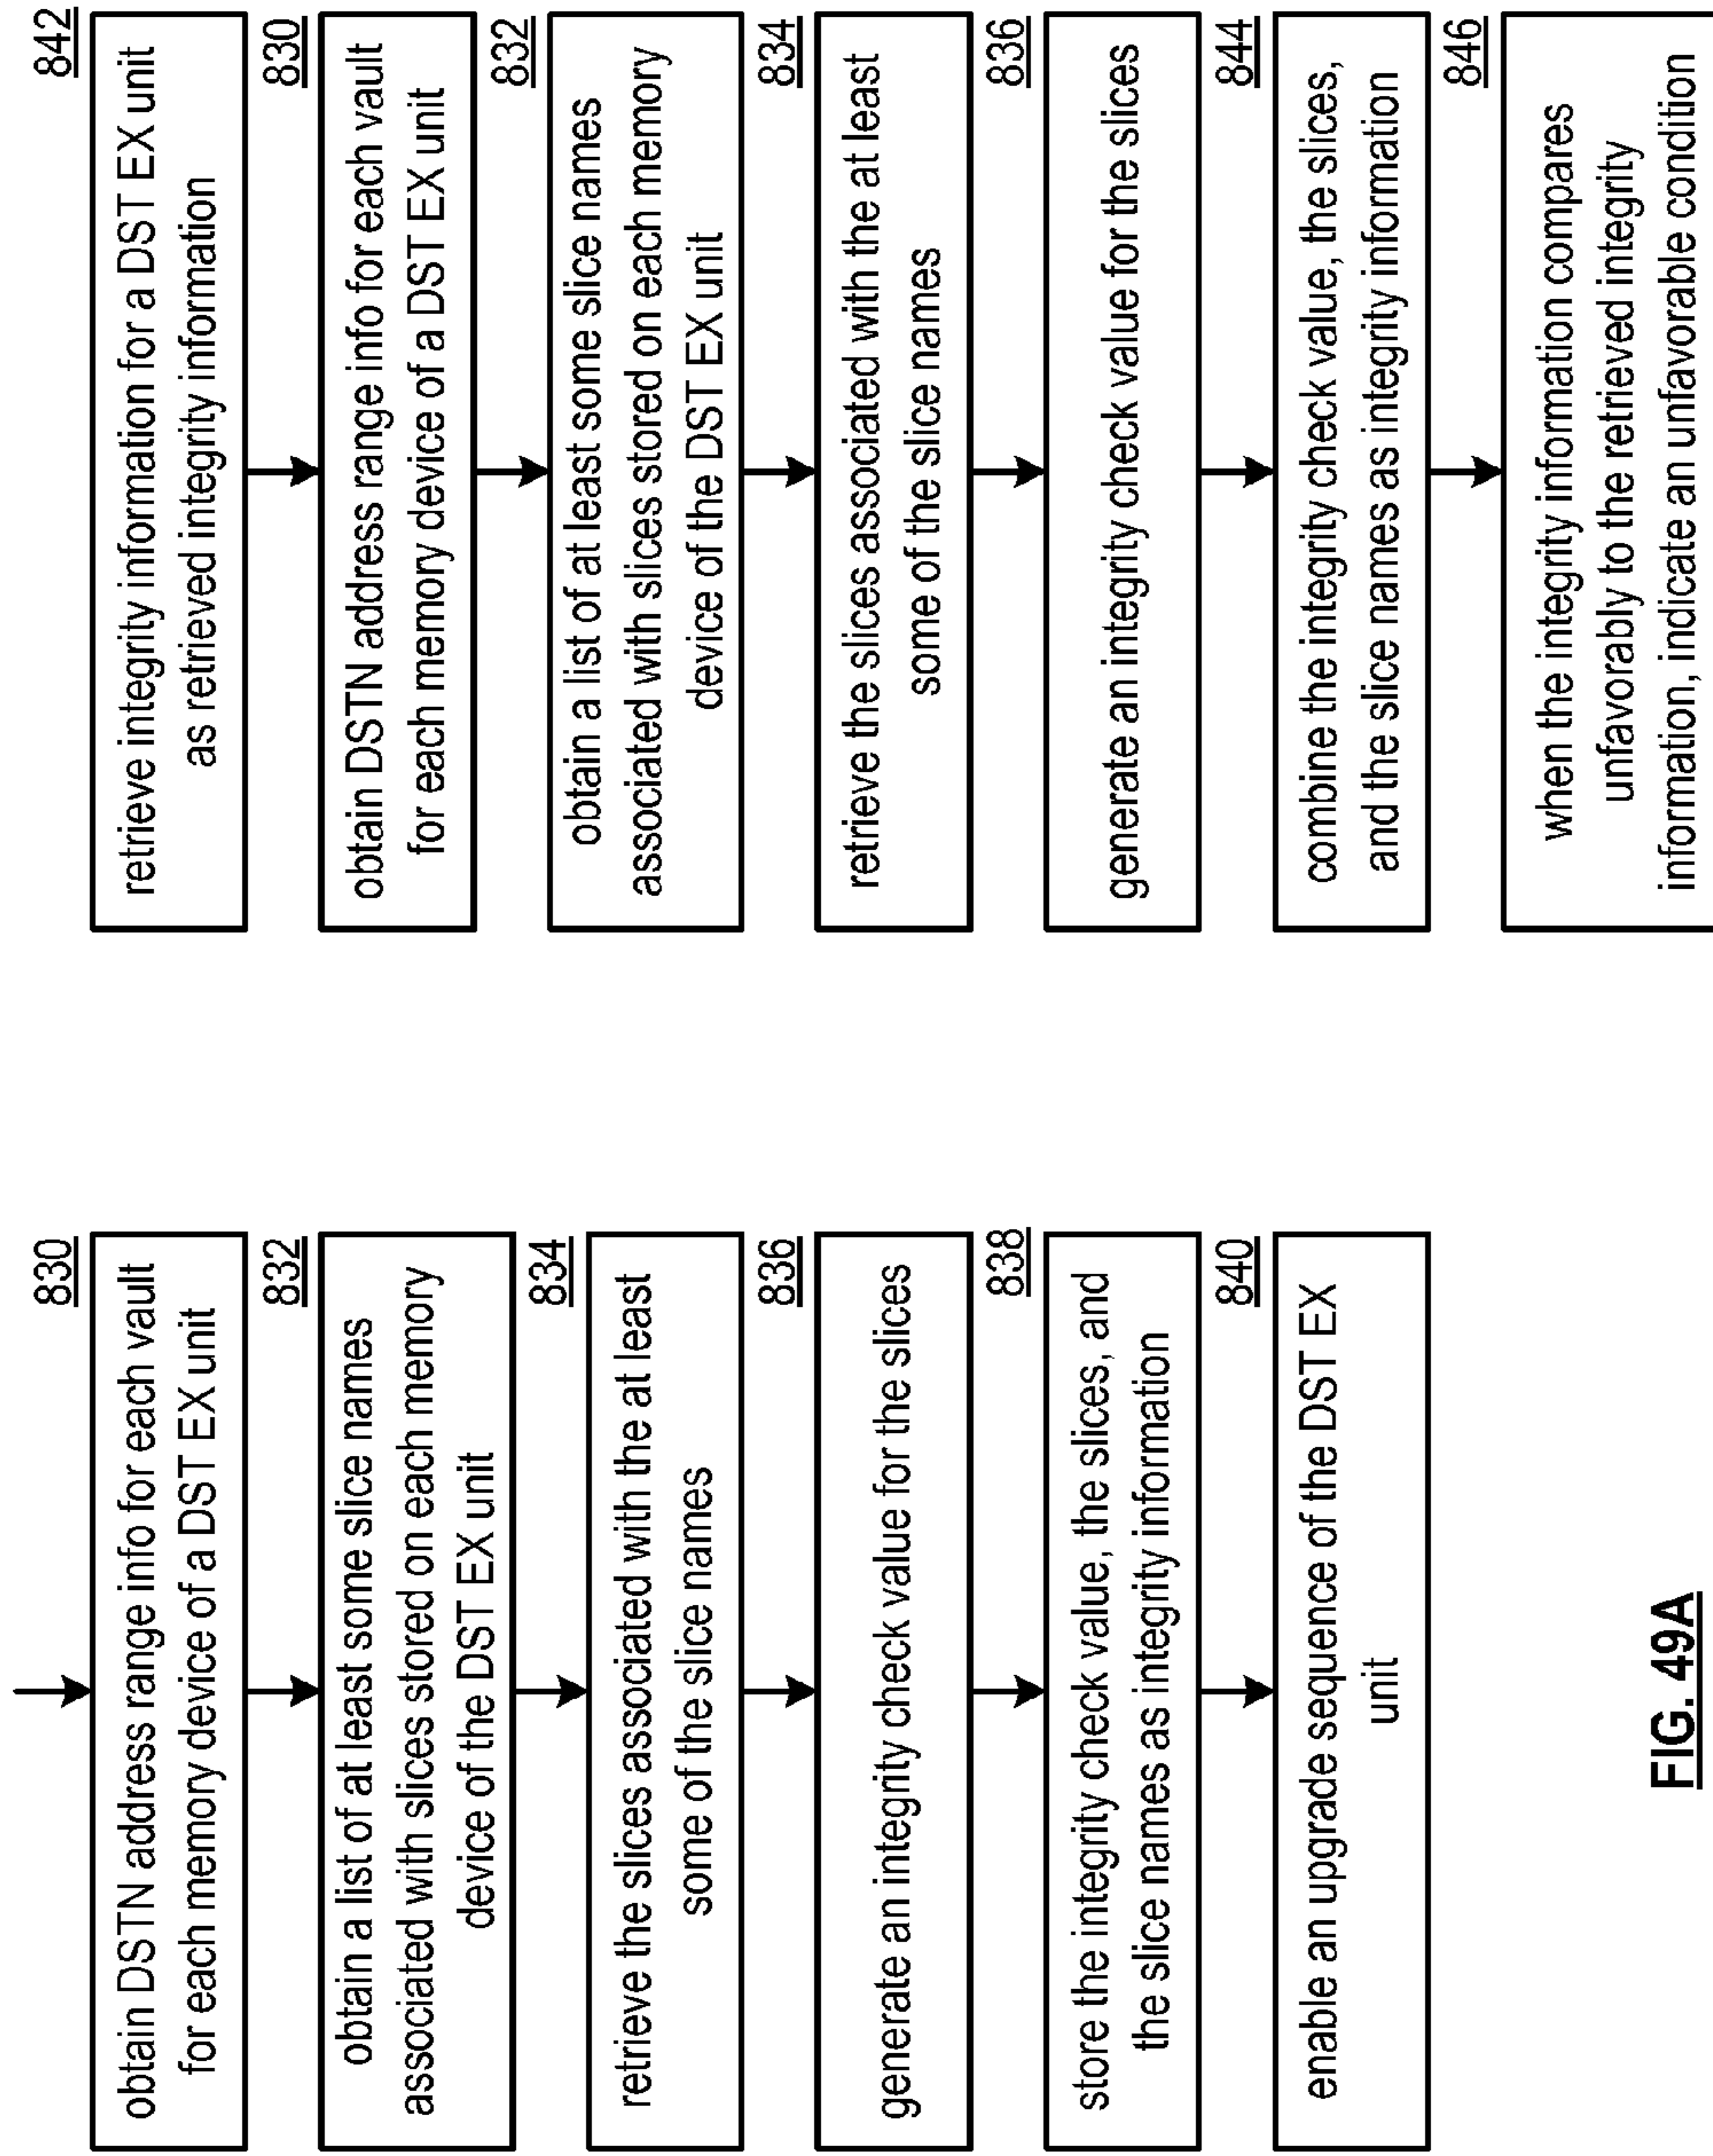 830
obtain DSTN address range info for each vault
for each memory device of a DST EX unit
832
obtain a list of at least some slice names
associated with slices stored on each memory
device of the DST EX unit
834
retrieve the slices associated with the at least
some of the slice names
836
generate an integrity check value for the slices
838
store the integrity check value, the slices, and
the slice names as integrity information
840
enable an upgrade sequence of the DST EX
unit
FIG. 49A
842
retrieve integrity information for a DST EX unit
as retrieved integrity information
830
obtain DSTN address range info for each vault
for each memory device of a DST EX unit
832
obtain a list of at least some slice names
associated with slices stored on each memory
device of the DST EX unit
834
retrieve the slices associated with the at least
some of the slice names
836
generate an integrity check value for the slices
844
combine the integrity check value, the slices,
and the slice names as integrity information
846
when the integrity information compares
unfavorably to the retrieved integrity
information, indicate an unfavorable condition